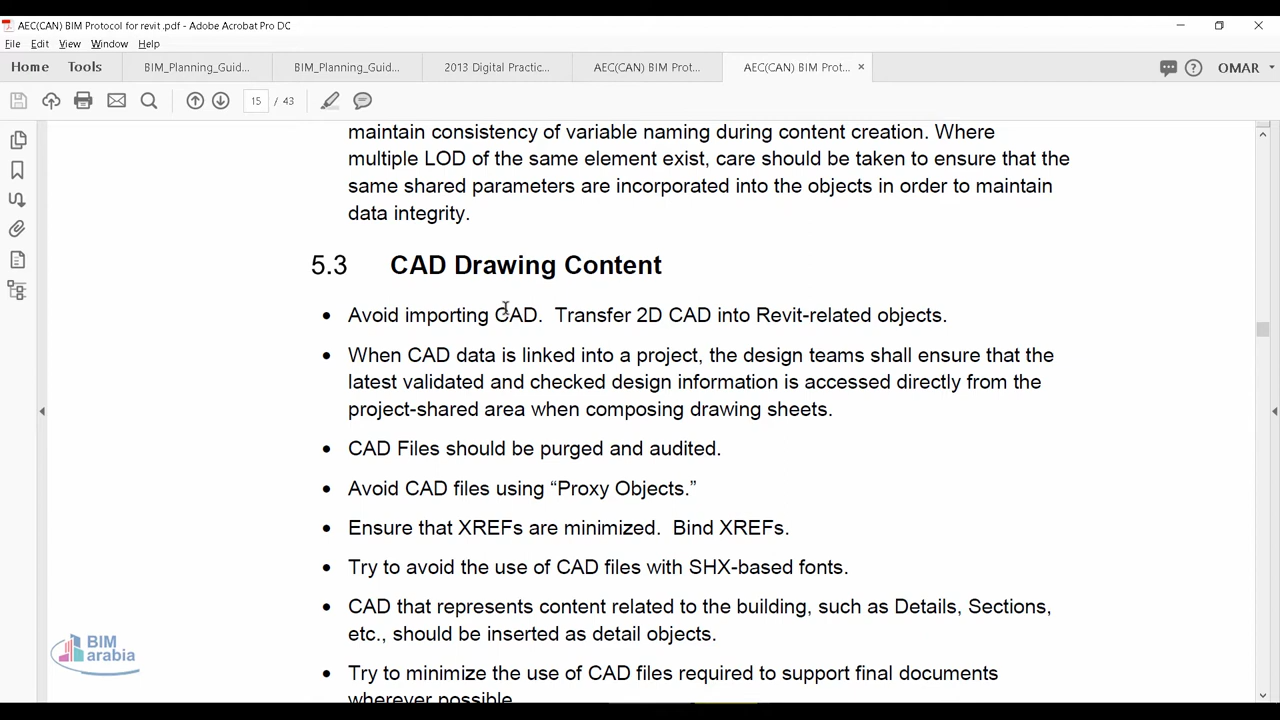 AEC(CAN) BIM Protocol for revit .pdf - Adobe Acrobat Pro DC
File Edit View Window Help
Home Tools BIM_Planning_Guid... BIM_Planning_Guid... 2013 Digital Practic... AEC(CAN) BIM Prot... AEC(CAN) BIM Prot... × OMAR
15 / 43
maintain consistency of variable naming during content creation. Where
multiple LOD of the same element exist, care should be taken to ensure that the
same shared parameters are incorporated into the objects in order to maintain
data integrity.
5.3 CAD Drawing Content
• Avoid importing CAD. Transfer 2D CAD into Revit-related objects.
• When CAD data is linked into a project, the design teams shall ensure that the
latest validated and checked design information is accessed directly from the
project-shared area when composing drawing sheets.
• CAD Files should be purged and audited.
• Avoid CAD files using “Proxy Objects.”
• Ensure that XREFs are minimized. Bind XREFs.
• Try to avoid the use of CAD files with SHX-based fonts.
• CAD that represents content related to the building, such as Details, Sections,
etc., should be inserted as detail objects.
• Try to minimize the use of CAD files required to support final documents
wherever possible.
BIM
arabia